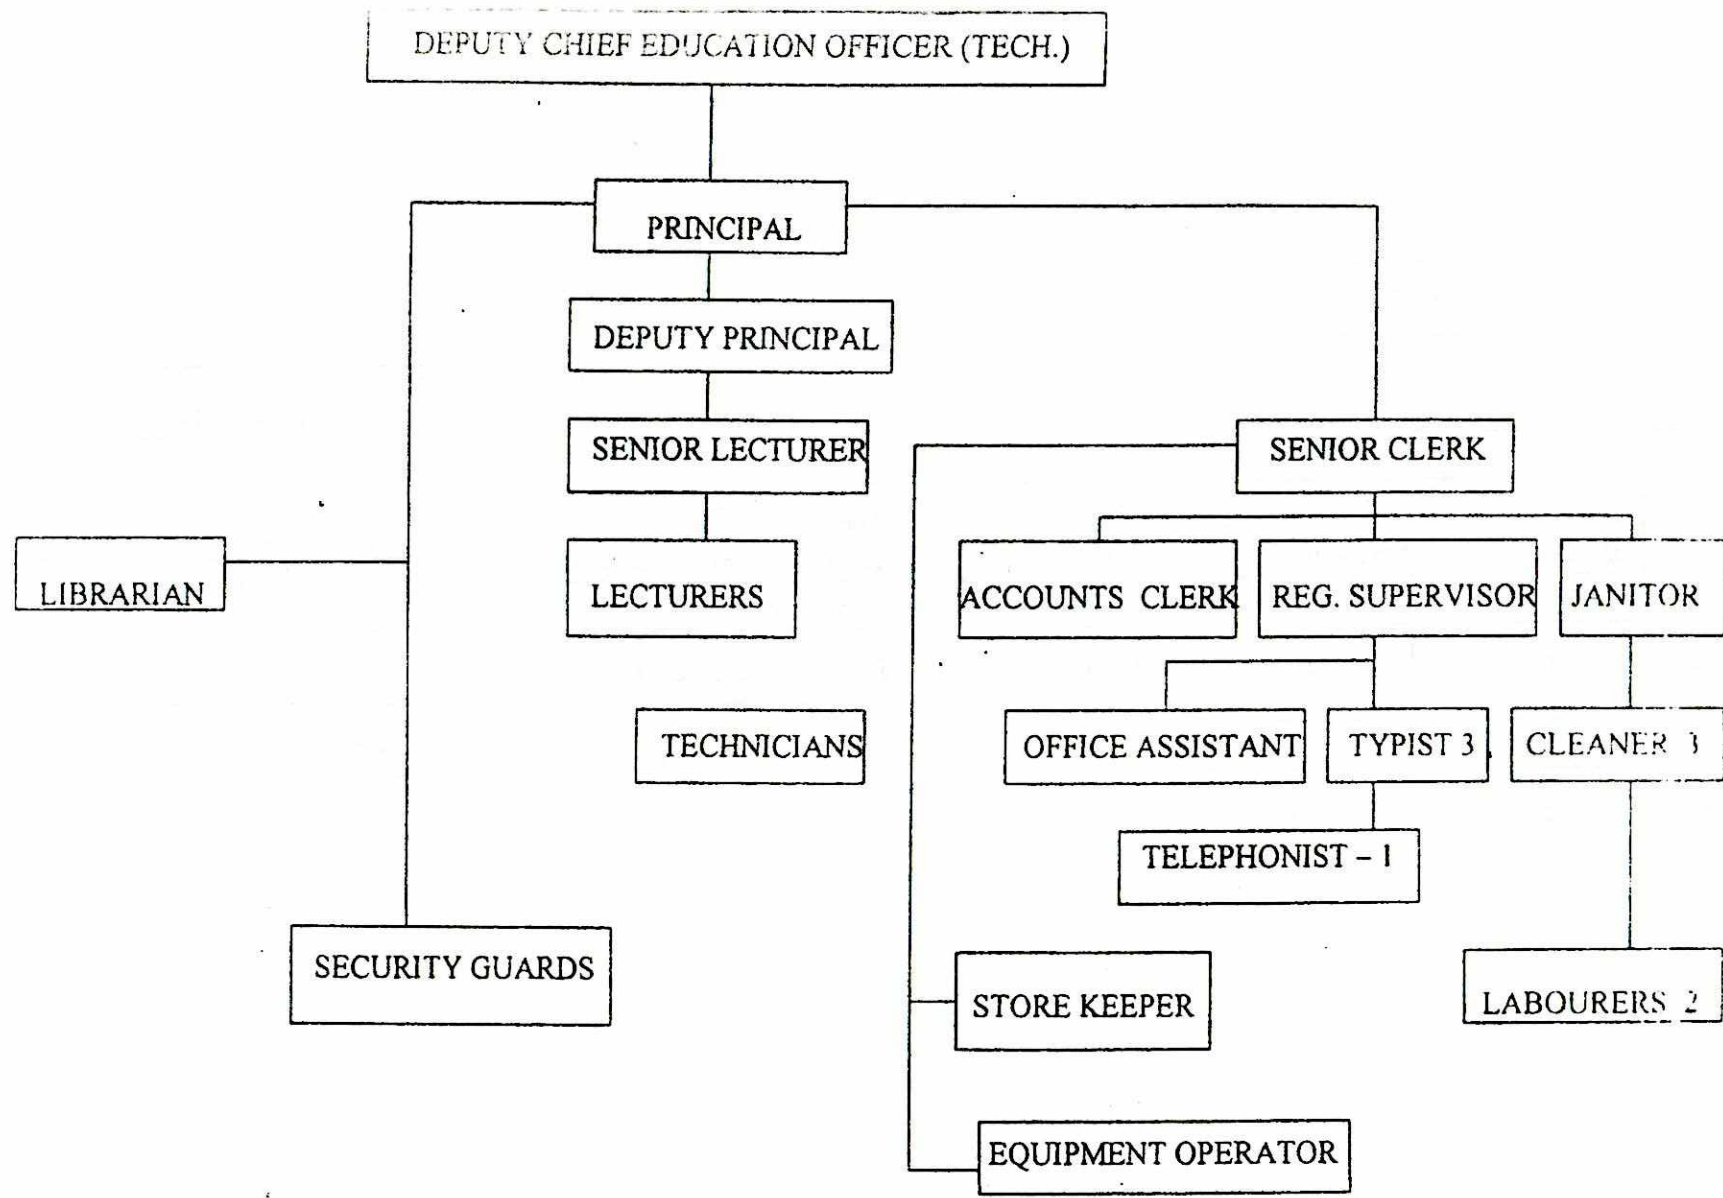 DEPUTY CHIEF EDUCATION OFFICER (TECH.)
PRINCIPAL
DEPUTY PRINCIPAL
SENIOR LECTURER
SENIOR CLERK
LIBRARIAN
LECTURERS
ACCOUNTS CLERK
REG. SUPERVISOR
JANITOR
TECHNICIANS
OFFICE ASSISTANT
TYPIST 3
CLEANER 3
TELEPHONIST – 1
SECURITY GUARDS
STORE KEEPER
LABOURERS 2
EQUIPMENT OPERATOR